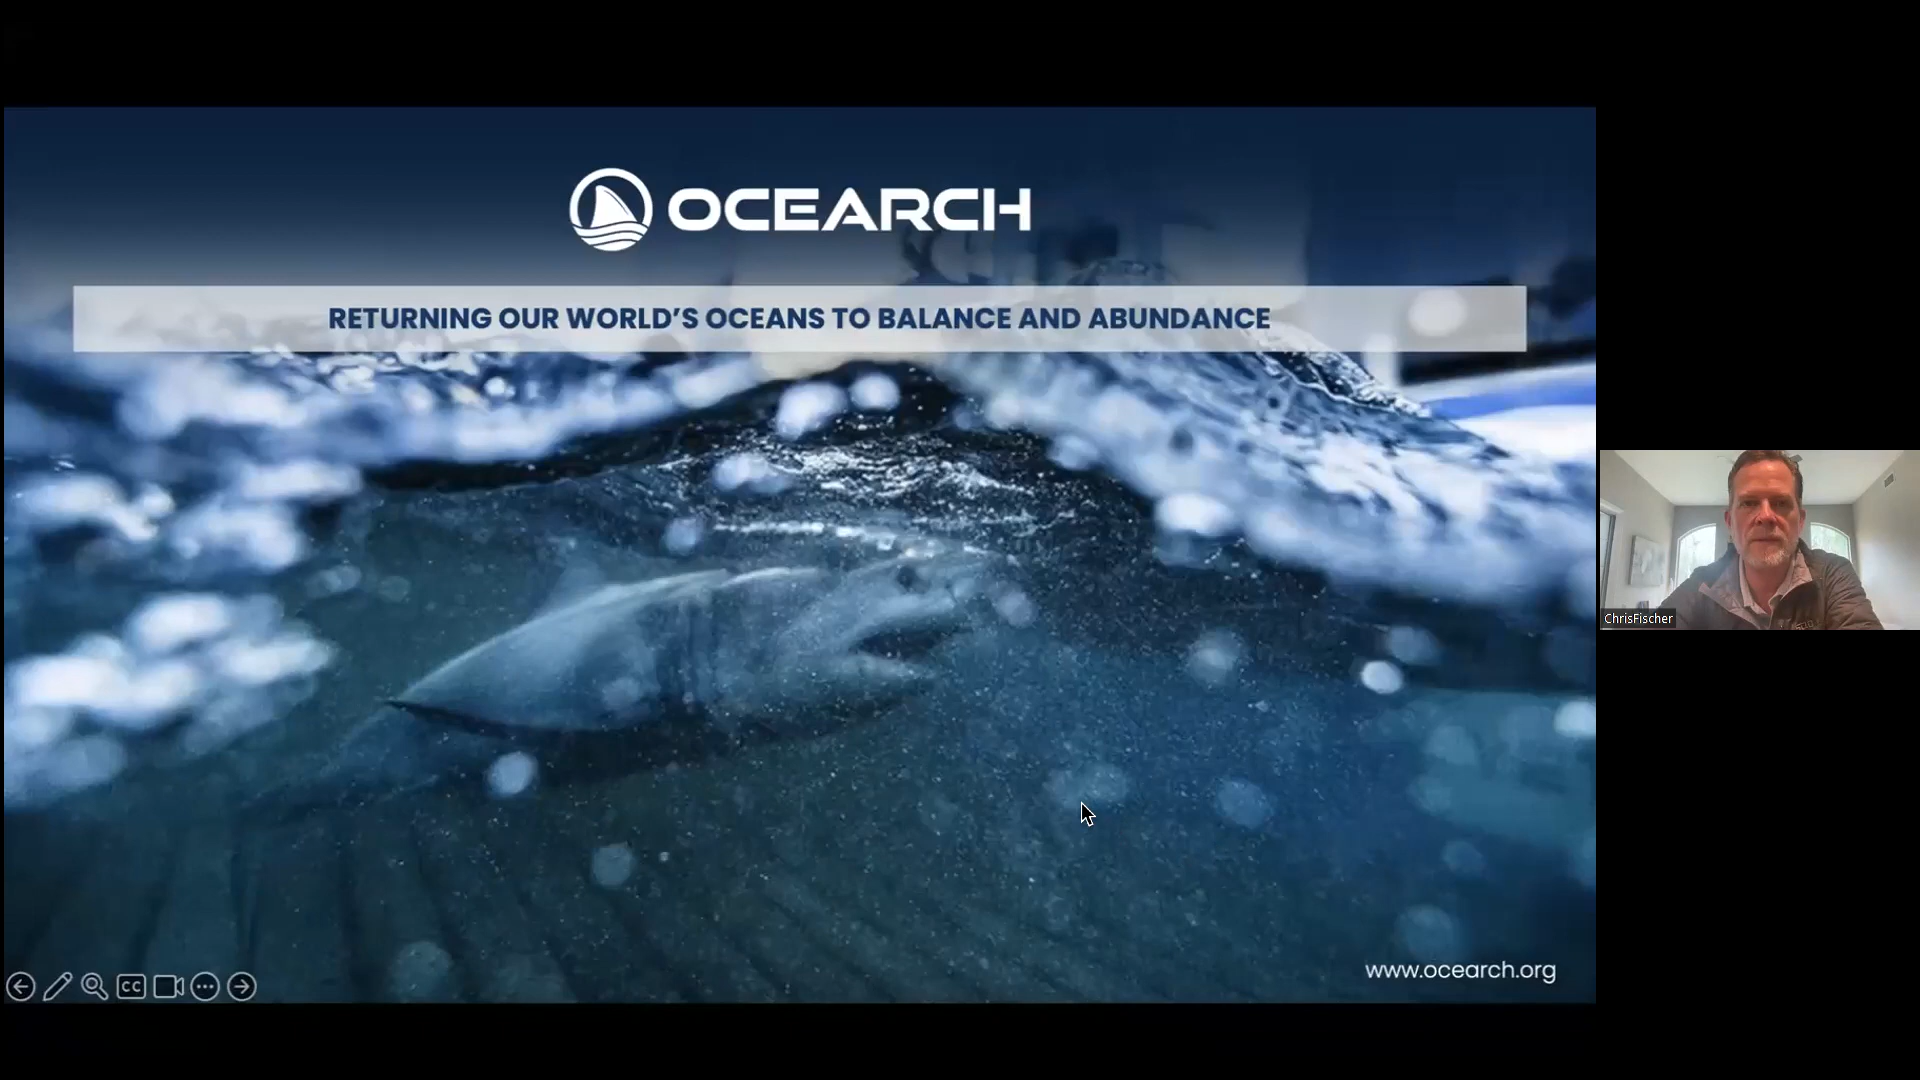 OCEARCH
RETURNING OUR WORLD'S OCEANS TO BALANCE AND ABUNDANCE
ChrisFischer
www.ocearch.org
CC